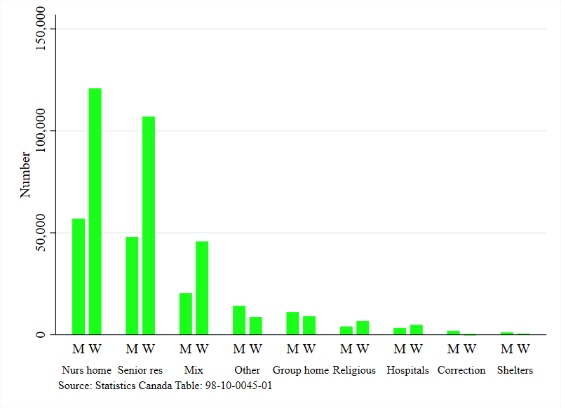 150,000
100,000
50,000
0
Number
M W M W M W M W M W M W M W M W M W
Nurs home Senior res Mix Other Group home Religious Hospitals Correction Shelters
Source: Statistics Canada Table: 98-10-0045-01